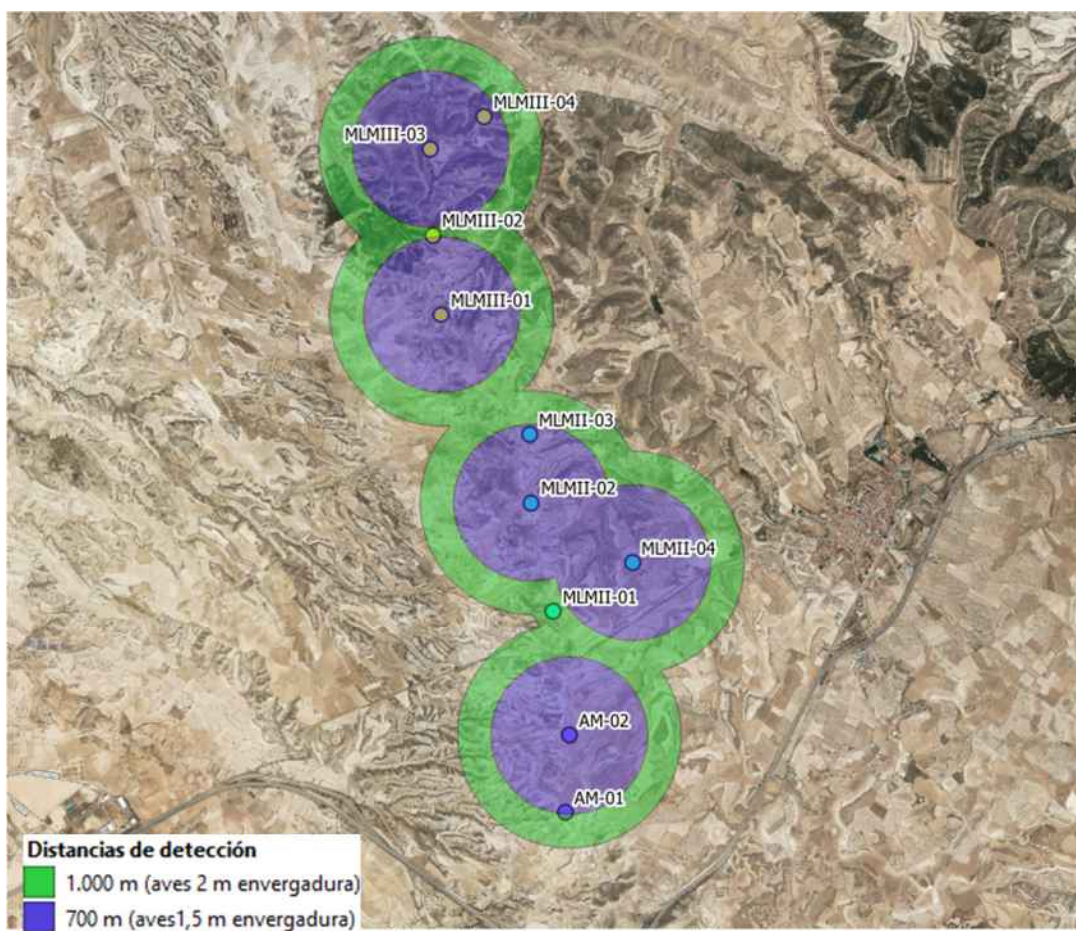 MLMIII-04
MLMIII-03
MLMIII-02
MLMIII-01
MLMII-03
MLMII-02
MLMII-04
MLMII-01
AM-02
AM-01
Distancias de detección
1.000 m (aves 2 m envergadura)
700 m (aves1,5 m envergadura)